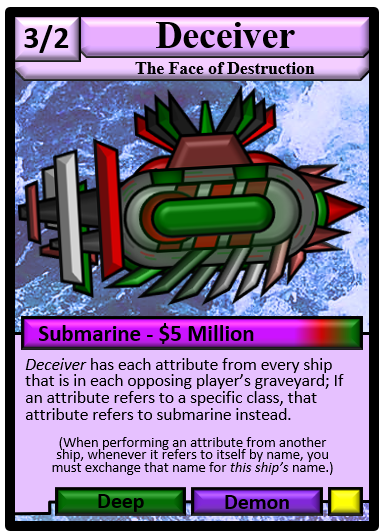 3/2
Deceiver
The Face of Destruction
Submarine - $5 Million
Deceiver has each attribute from every ship
that is in each opposing player's graveyard; If
an attribute refers to a specific class, that
attribute refers to submarine instead.
(When performing an attribute from another
ship, whenever it refers to itself by name, you
must exchange that name for this ship's name.)
Deep
Demon